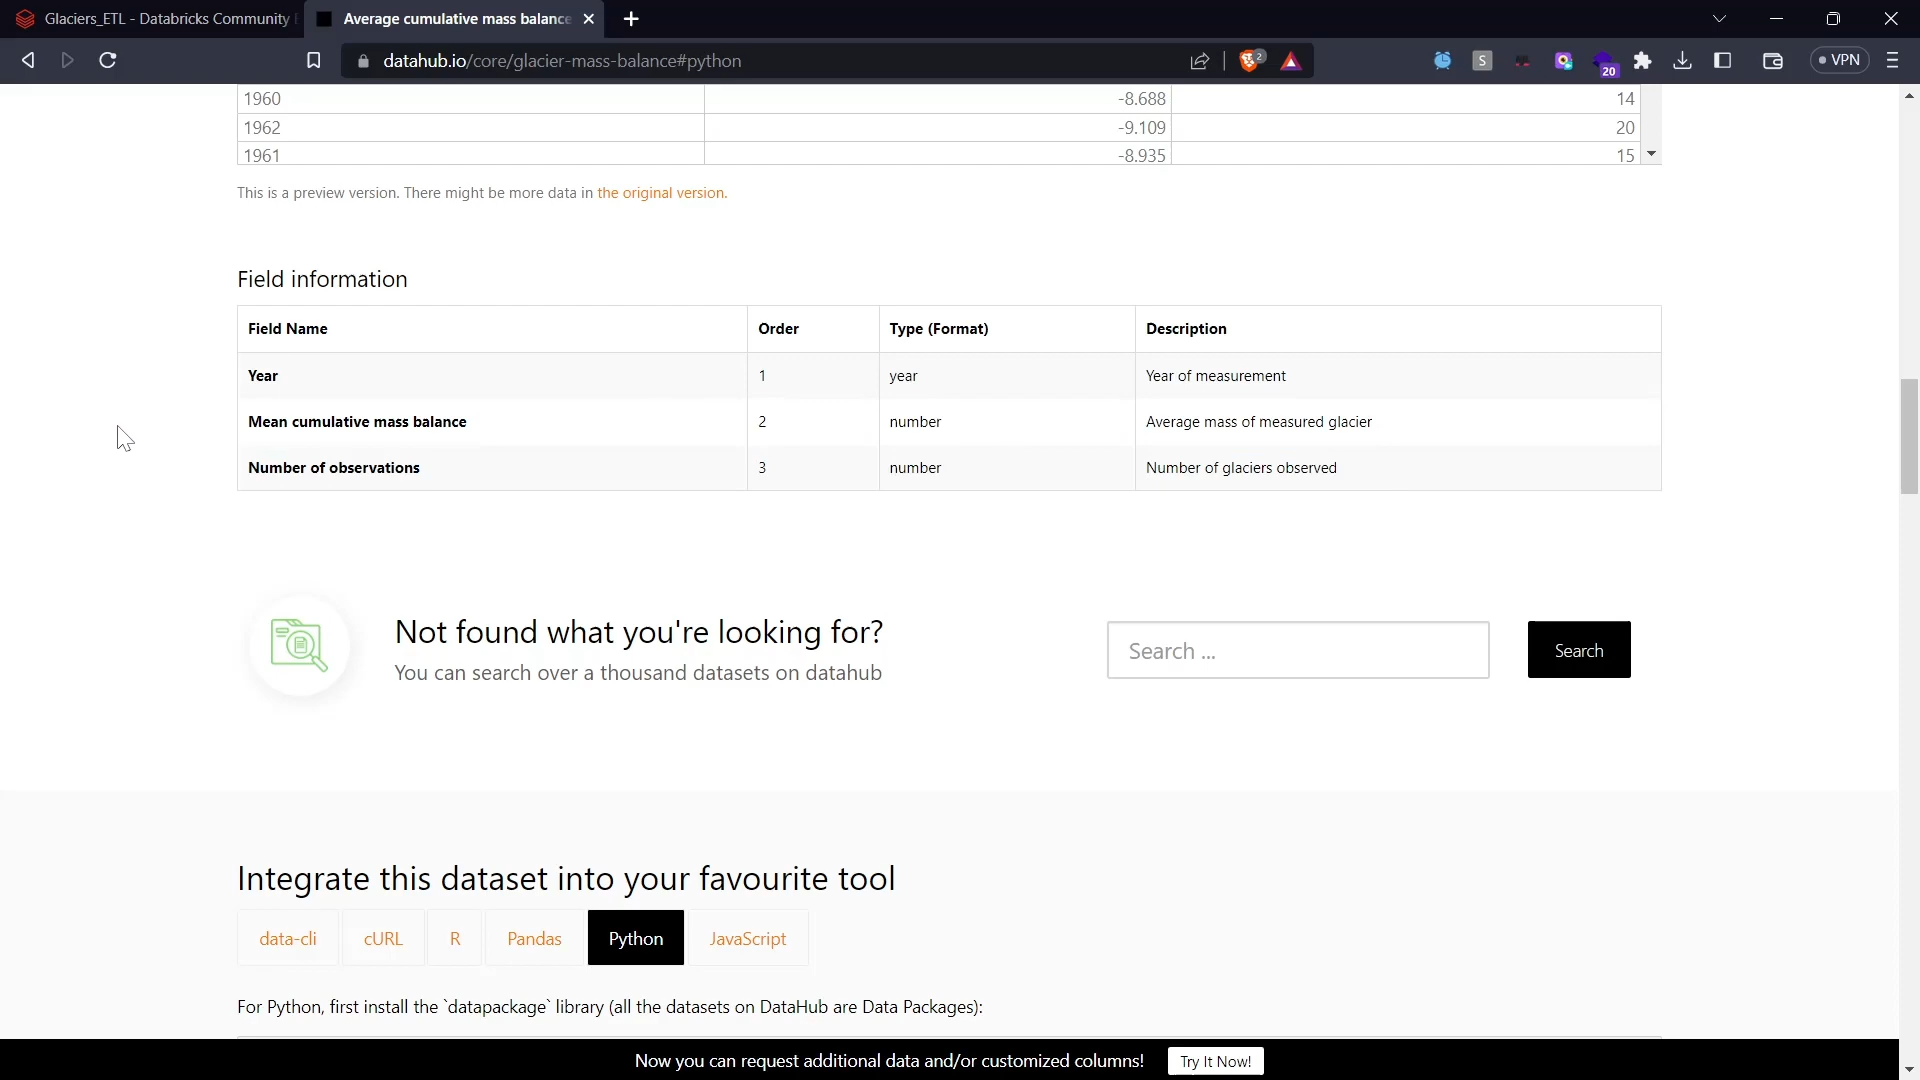 Glaciers_ETL - Databricks Community
Average cumulative mass balance
datahub.io/core/glacier-mass-balance#python
2
S
20
VPN
1960 -8.688 14
1962 -9.109 20
1961 -8.935 15
This is a preview version. There might be more data in the original version.
Field information
Field Name Order Type (Format) Description
Year 1 year Year of measurement
Mean cumulative mass balance 2 number Average mass of measured glacier
Number of observations 3 number Number of glaciers observed
Not found what you're looking for?
You can search over a thousand datasets on datahub
Search ...
Search
Integrate this dataset into your favourite tool
data-cli cURL R Pandas Python JavaScript
For Python, first install the `datapackage` library (all the datasets on DataHub are Data Packages):
Now you can request additional data and/or customized columns! Try It Now!